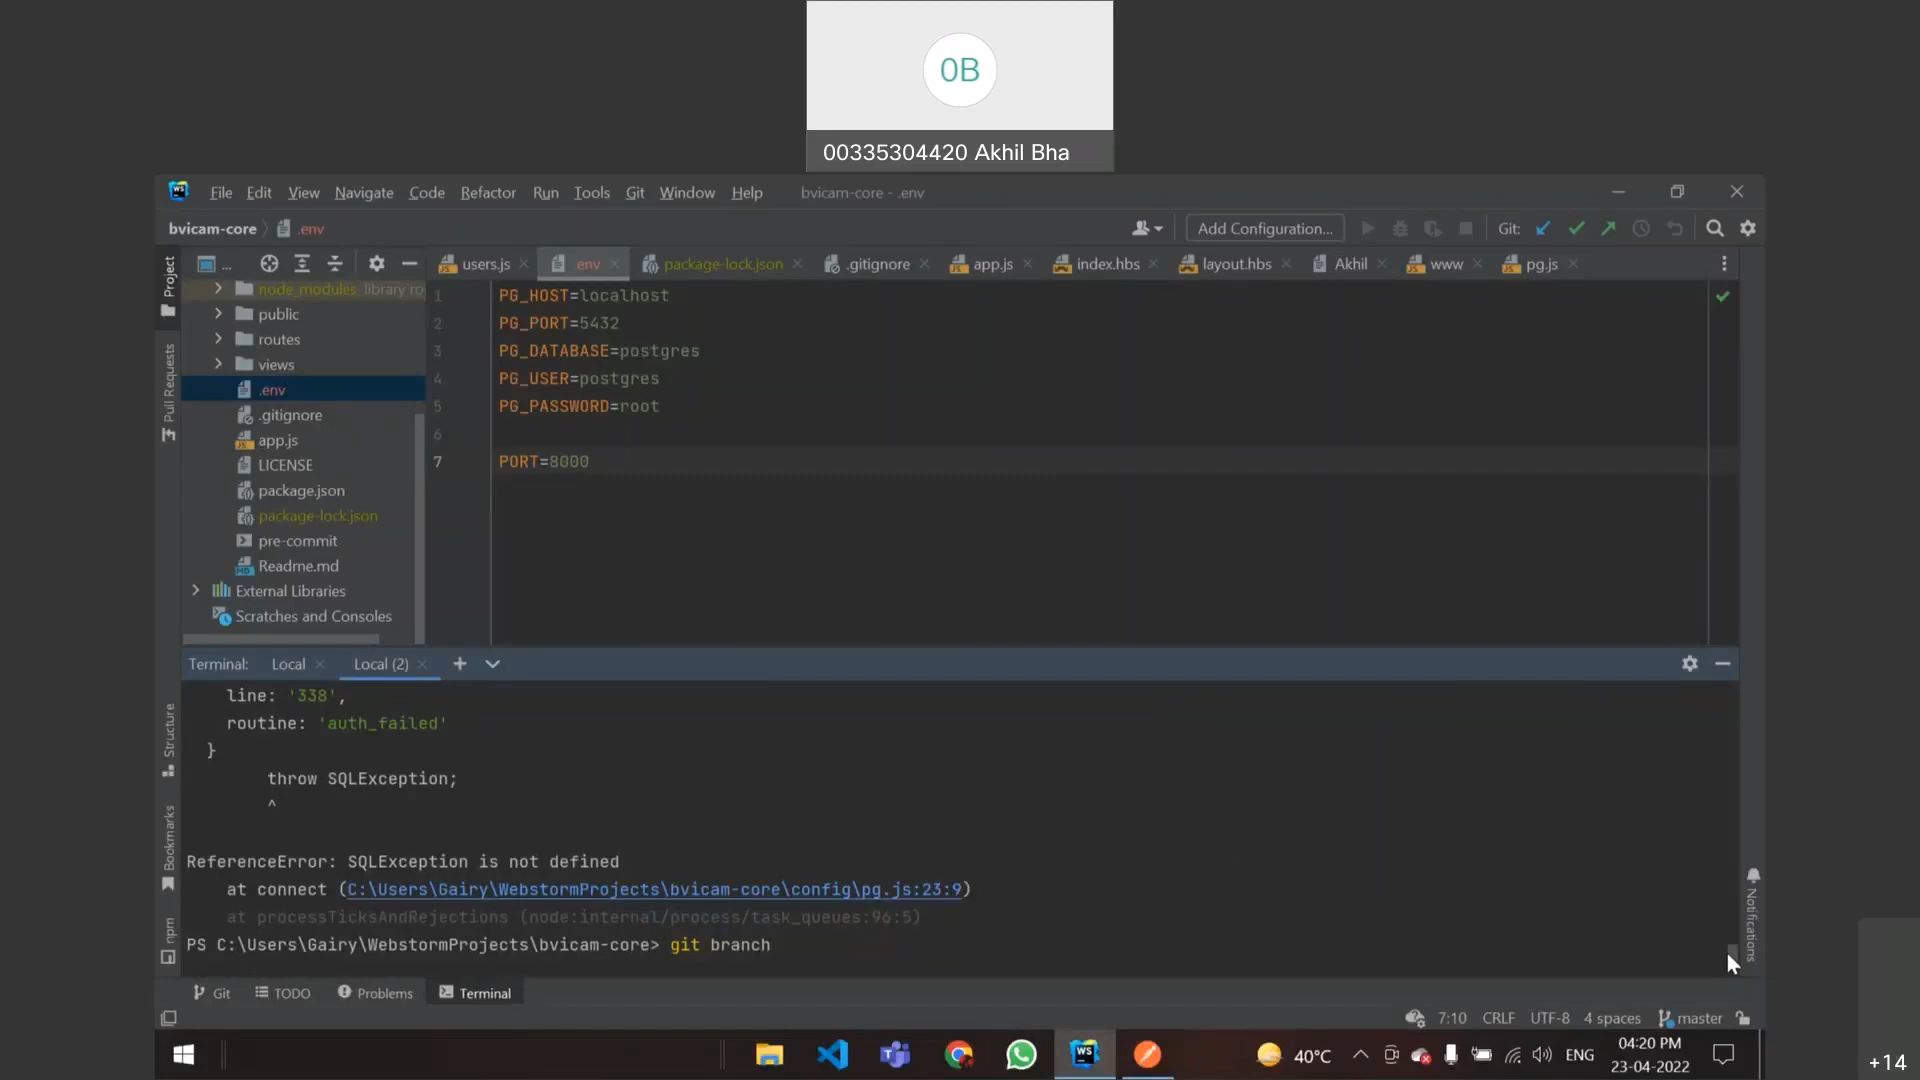 0B
00335304420 Akhil Bha
File Edit View Navigate Code Refactor Run Tools Git Window Help bvicam-core - .env
bvicam-core .env Add Configuration... Git:
... users.js env package-lock.json .gitignore app.js index.hbs layout.hbs Akhil www pg.js
Project
Pull Requests
Structure
Bookmarks
npm
node_modules library ro
public
routes
views
.env
.gitignore
app.js
LICENSE
package.json
package-lock.json
pre-commit
Readme.md
External Libraries
Scratches and Consoles
1 PG_HOST=localhost
2 PG_PORT=5432
3 PG_DATABASE=postgres
4 PG_USER=postgres
5 PG_PASSWORD=root
6
7 PORT=8000
Terminal: Local Local (2)
line: '338',
routine: 'auth_failed'
}
throw SQLException;
^
ReferenceError: SQLException is not defined
at connect (C:\Users\Gairy\WebstormProjects\bvicam-core\config\pg.js:23:9)
at processTicksAndRejections (node:internal/process/task_queues:96:5)
PS C:\Users\Gairy\WebstormProjects\bvicam-core> git branch
Notifications
Git TODO Problems Terminal
7:10 CRLF UTF-8 4 spaces master
WS
40°C ENG 04:20 PM
23-04-2022
+14